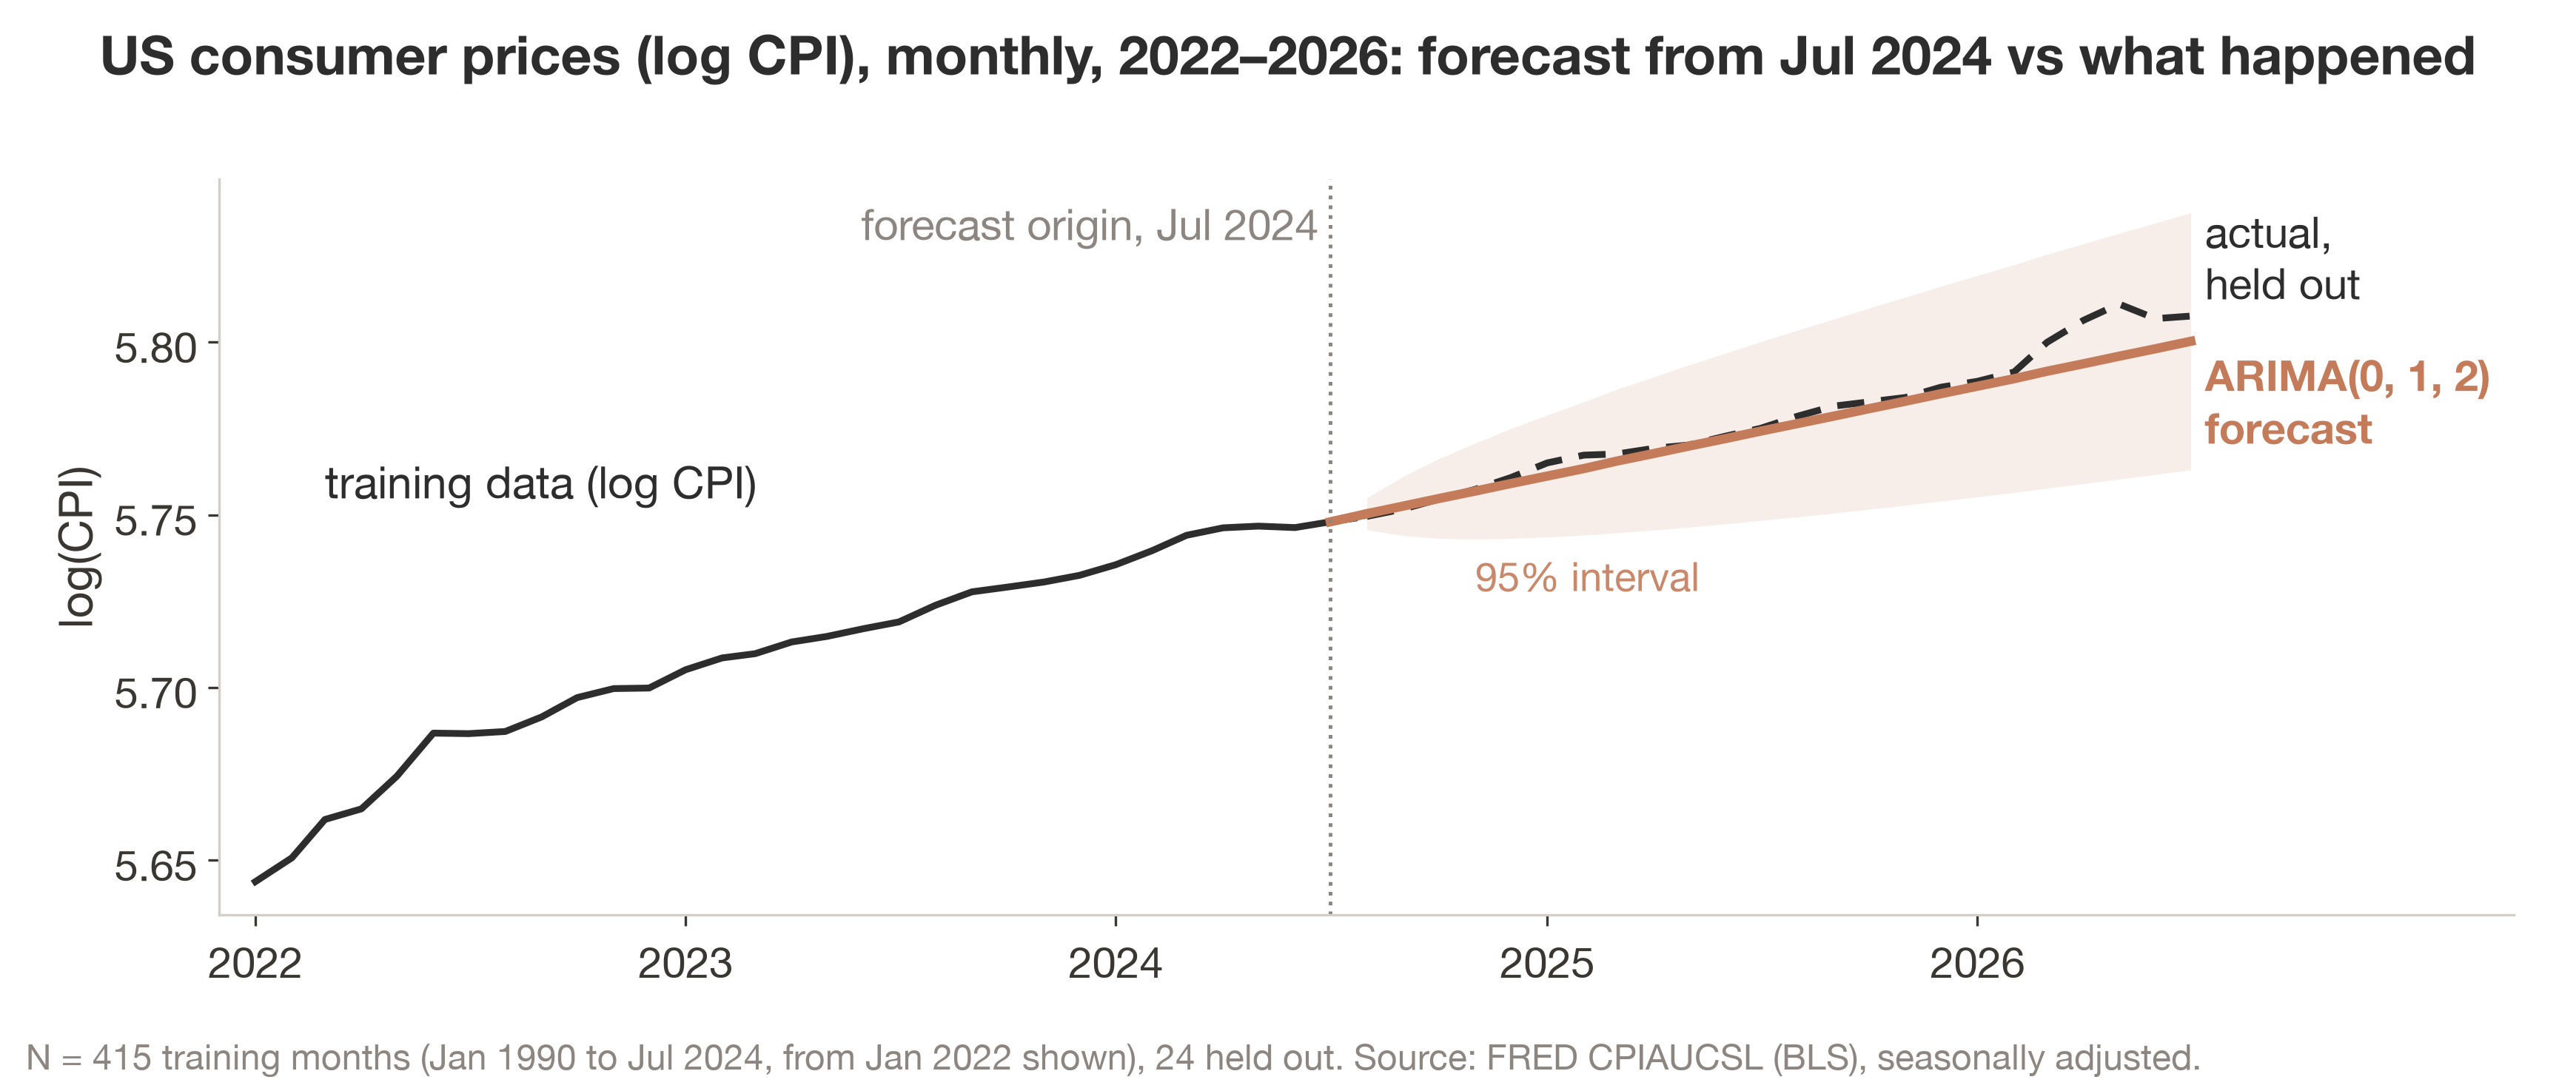 US consumer prices (log CPI), monthly, 2022–2026: forecast from Jul 2024 vs what happened
forecast origin, Jul 2024
actual,
held out
ARIMA(0, 1, 2)
forecast
training data (log CPI)
95% interval
log(CPI)
5.80
5.75
5.70
5.65
2022
2023
2024
2025
2026
N = 415 training months (Jan 1990 to Jul 2024, from Jan 2022 shown), 24 held out. Source: FRED CPIAUCSL (BLS), seasonally adjusted.